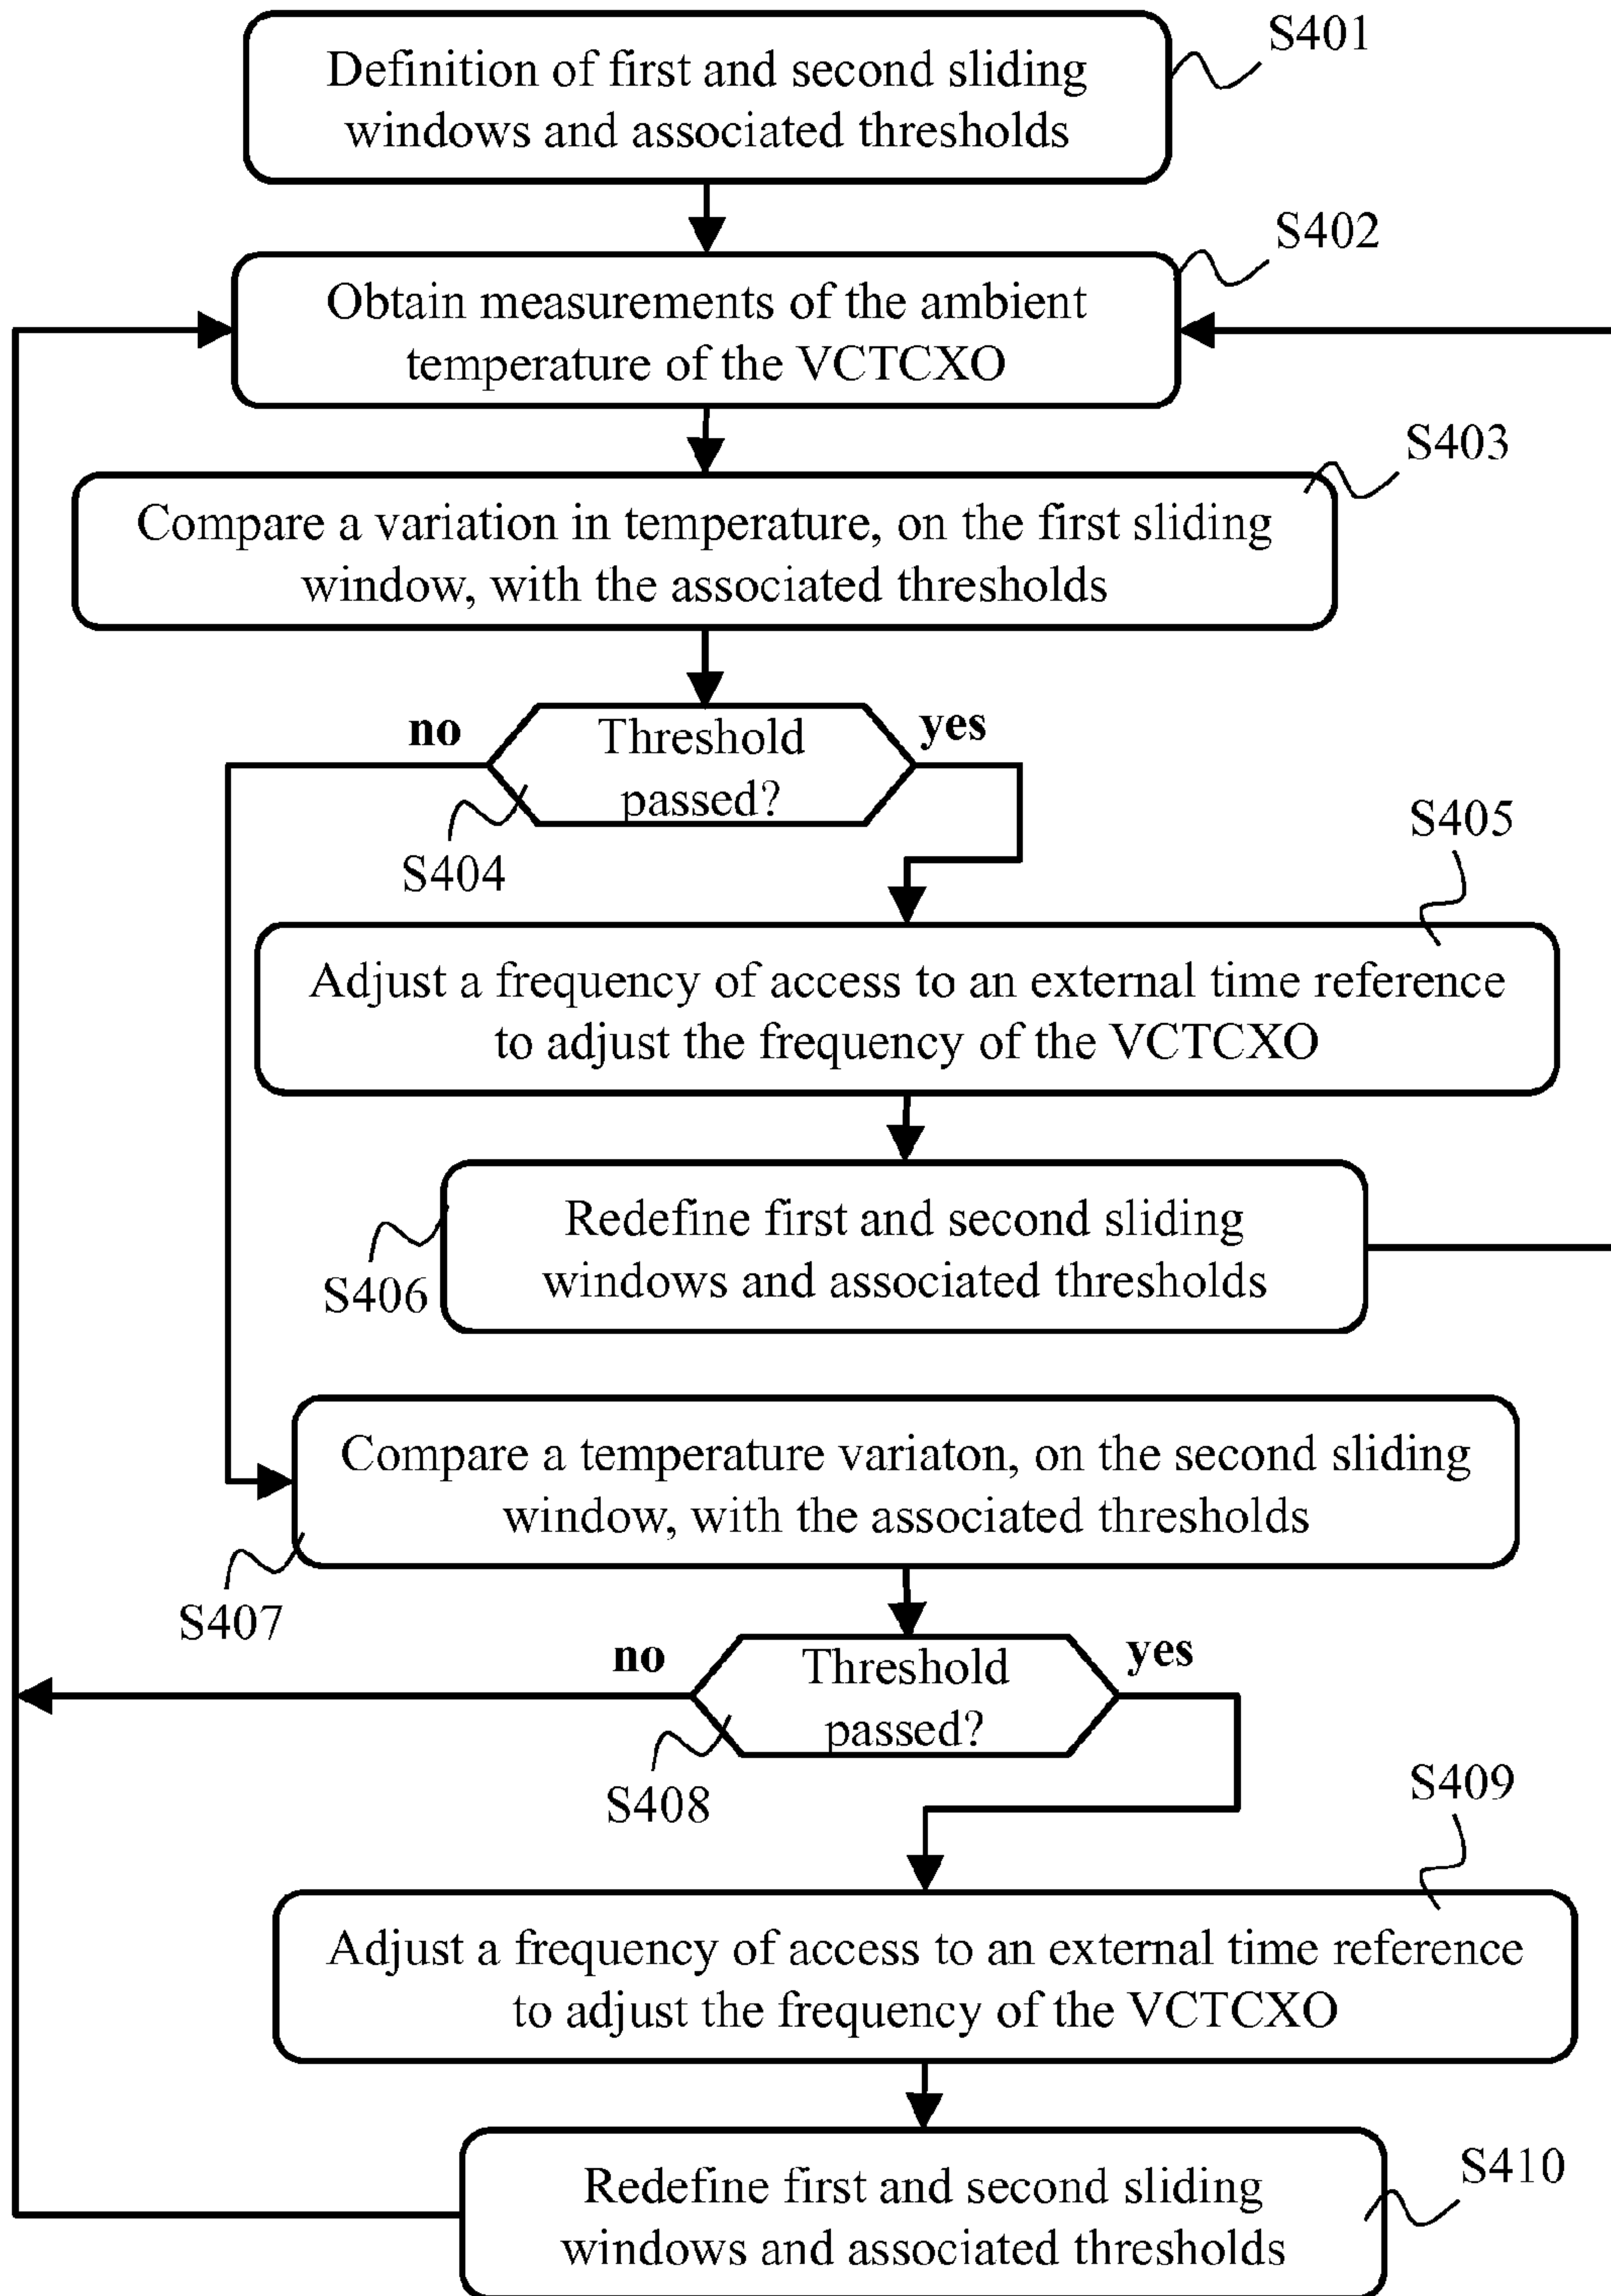 S401
Definition of first and second sliding
windows and associated thresholds
S402
Obtain measurements of the ambient
temperature of the VCTCXO
S403
Compare a variation in temperature, on the first sliding
window, with the associated thresholds
no
yes
Threshold
passed?
S404
S405
Adjust a frequency of access to an external time reference
to adjust the frequency of the VCTCXO
Redefine first and second sliding
windows and associated thresholds
S406
Compare a temperature variaton, on the second sliding
window, with the associated thresholds
S407
no
yes
Threshold
passed?
S408
S409
Adjust a frequency of access to an external time reference
to adjust the frequency of the VCTCXO
S410
Redefine first and second sliding
windows and associated thresholds